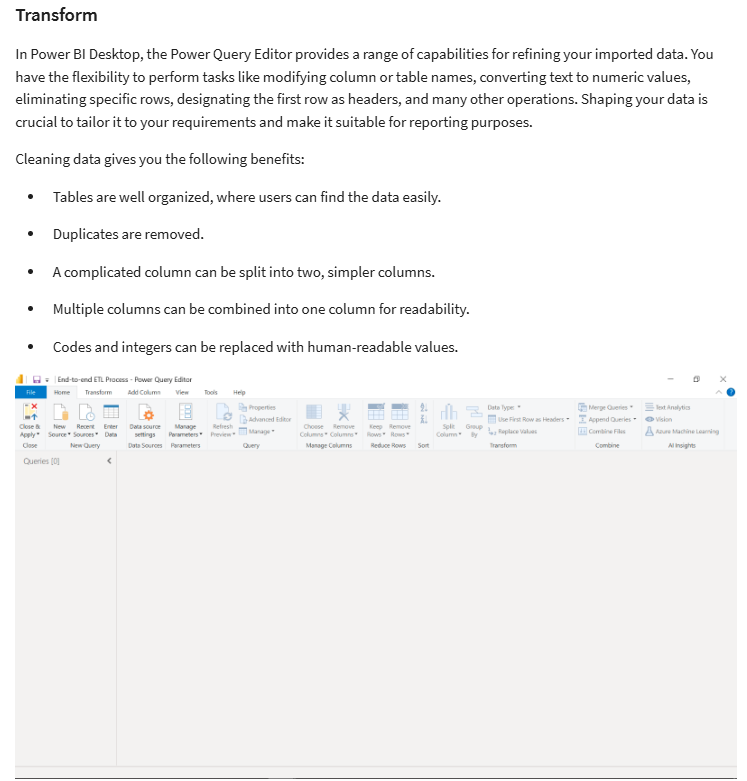 Transform
In Power BI Desktop, the Power Query Editor provides a range of capabilities for refining your imported data. You
have the flexibility to perform tasks like modifying column or table names, converting text to numeric values,
eliminating specific rows, designating the first row as headers, and many other operations. Shaping your data is
crucial to tailor it to your requirements and make it suitable for reporting purposes.
Cleaning data gives you the following benefits:
• Tables are well organized, where users can find the data easily.
• Duplicates are removed.
• A complicated column can be split into two, simpler columns.
• Multiple columns can be combined into one column for readability.
• Codes and integers can be replaced with human-readable values.
End-to-end ETL Process - Power Query Editor
File Home Transform Add Column View Tools Help
Properties Data Type Merge Queries Text Analytics
Advanced Editor Use First Row as Headers Append Queries Vision
Close & New Recent Enter Data source Manage Refresh Manage Choose Remove Keep Remove Split Group Replace Values Combine Files Azure Machine Learning
Apply Source Sources Data settings Parameters Preview Columns Columns Rows Rows Column By
Close New Query Data Sources Parameters Query Manage Columns Reduce Rows Sort Transform Combine AI Insights
Queries [0] <